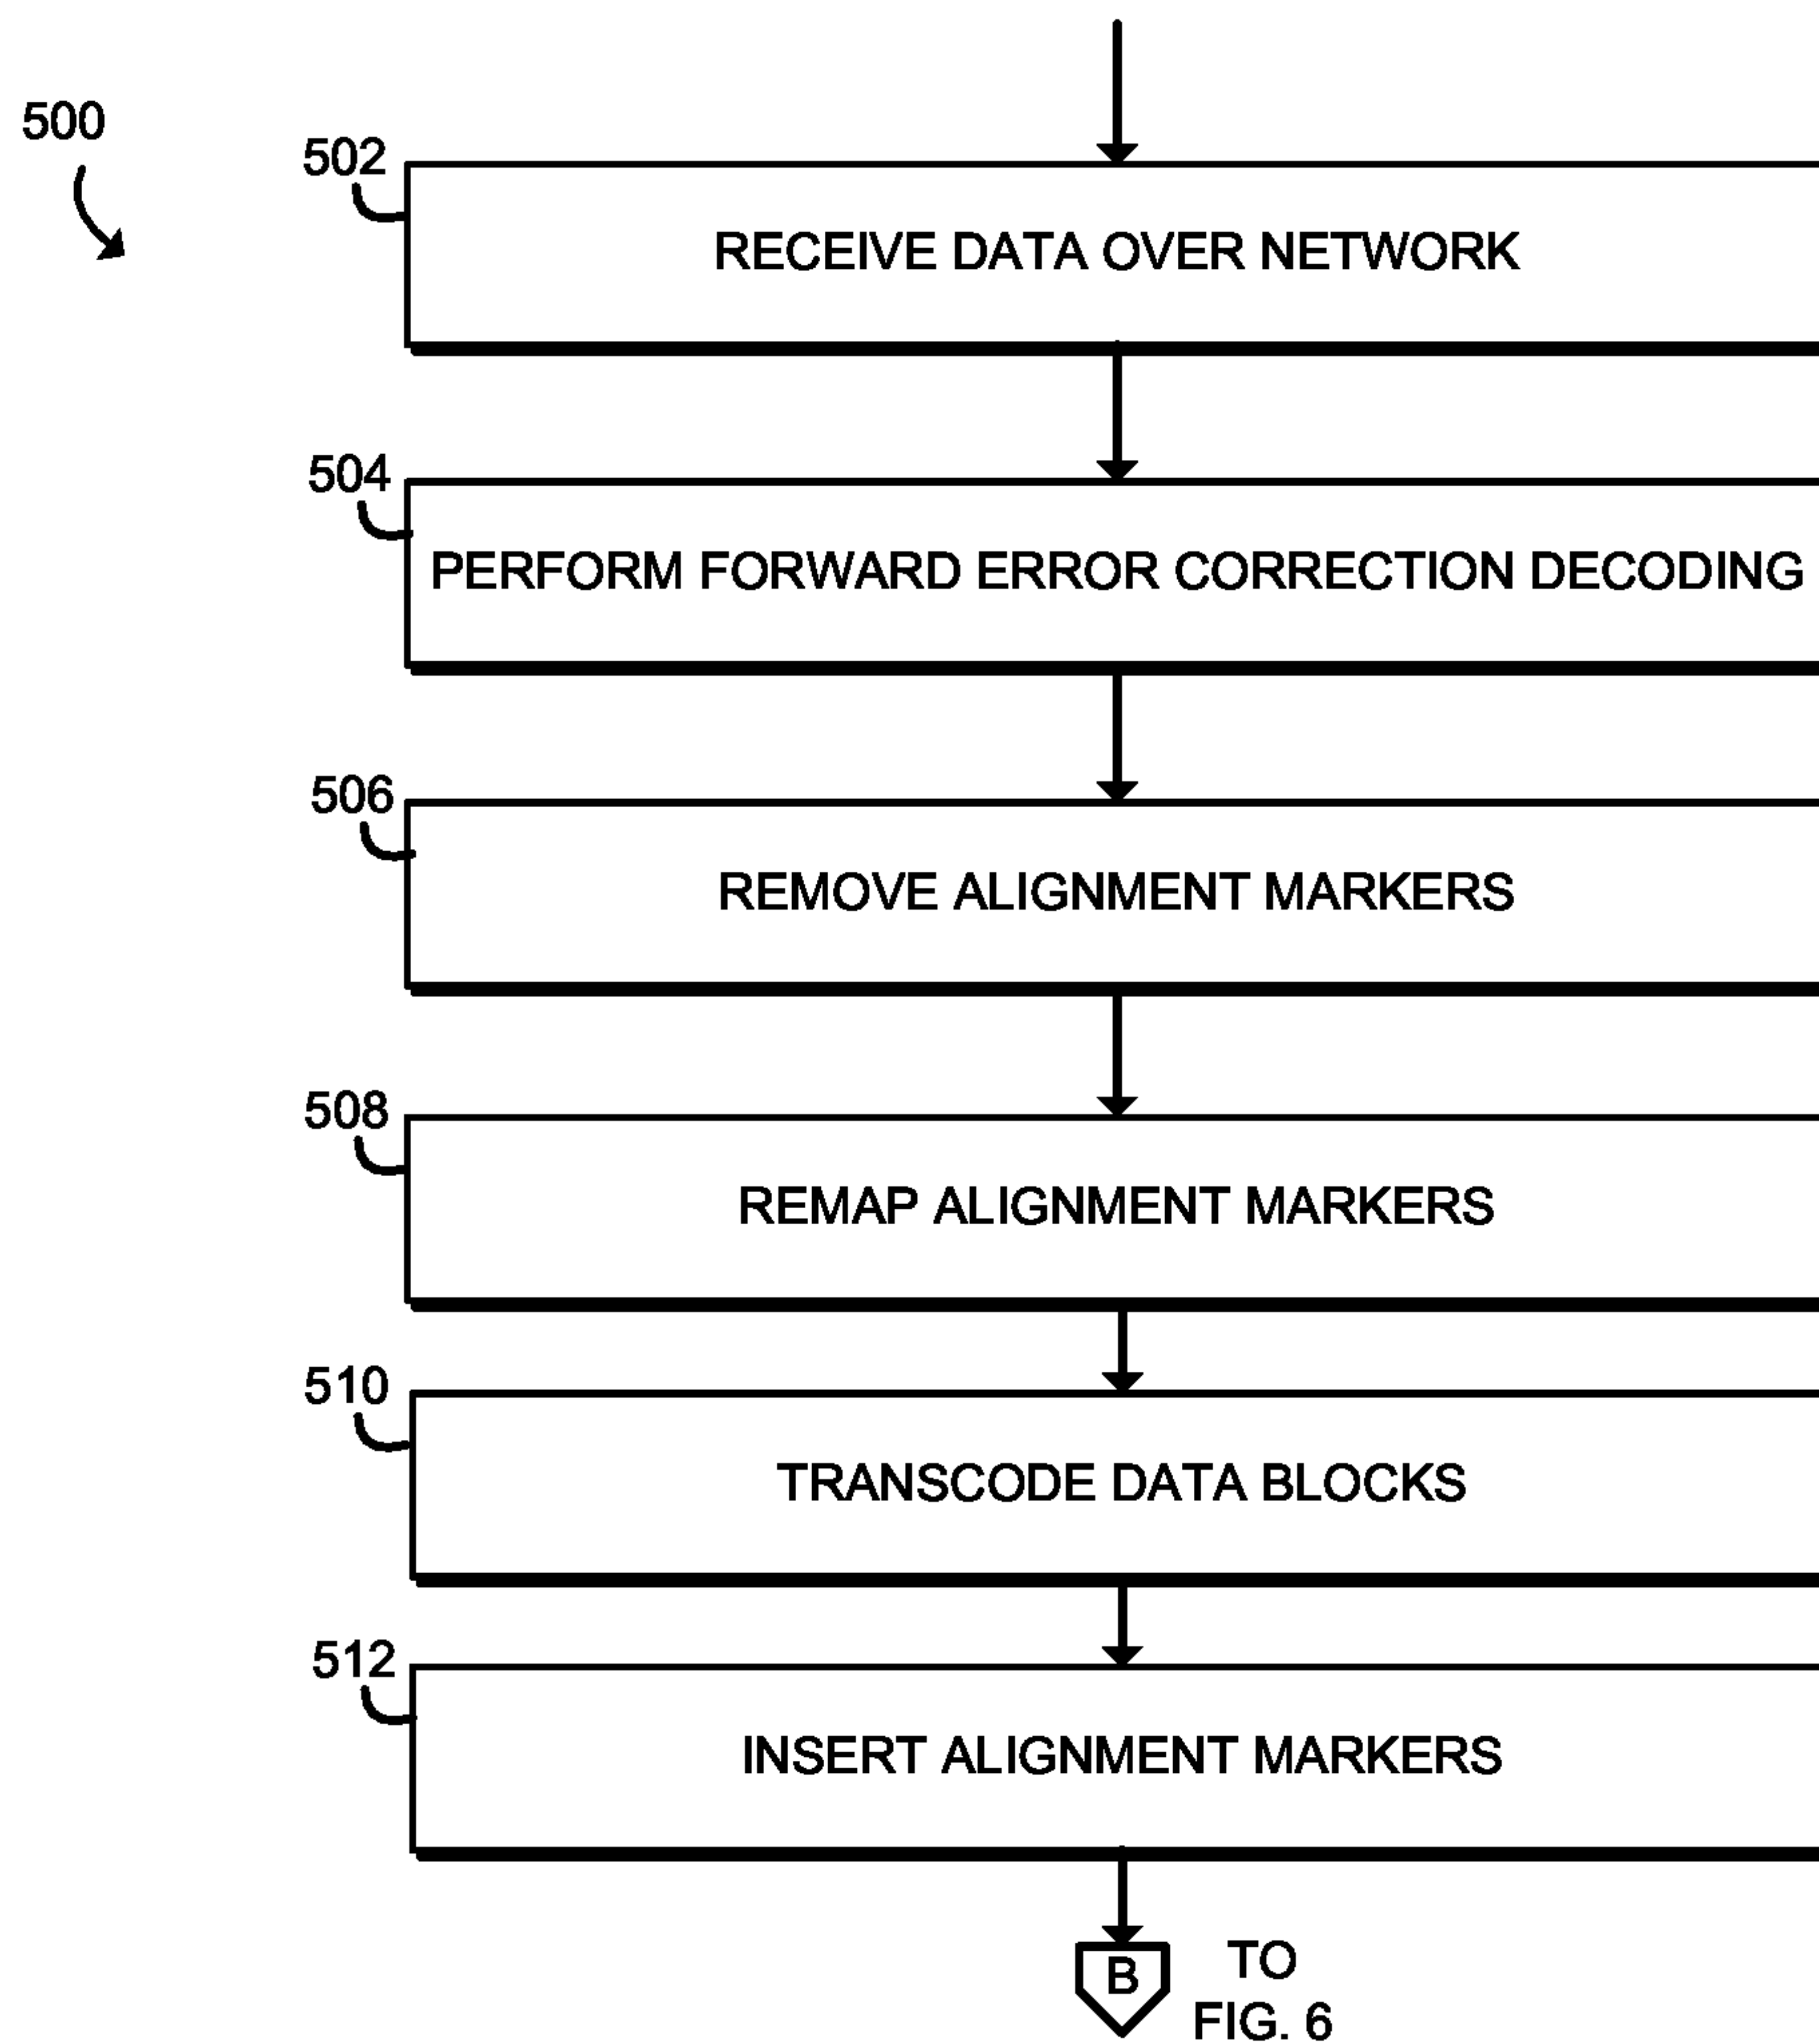 500
502
RECEIVE DATA OVER NETWORK
504
PERFORM FORWARD ERROR CORRECTION DECODING
506
REMOVE ALIGNMENT MARKERS
508
REMAP ALIGNMENT MARKERS
510
TRANSCODE DATA BLOCKS
512
INSERT ALIGNMENT MARKERS
B
TO
FIG. 6